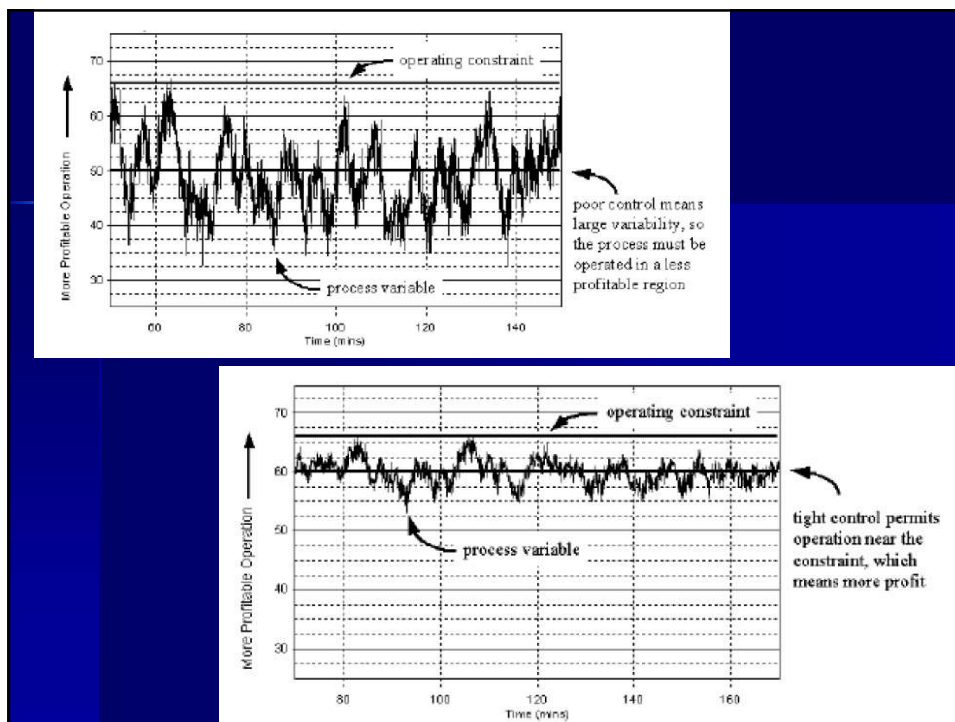 More Profitable Operation
70
60
50
40
30
operating constraint
process variable
60
80
100
120
140
Time (mins)
poor control means
large variability, so
the process must be
operated in a less
profitable region
More Profitable Operation
70
60
50
40
30
operating constraint
process variable
80
100
120
140
160
Time (mins)
tight control permits
operation near the
constraint, which
means more profit